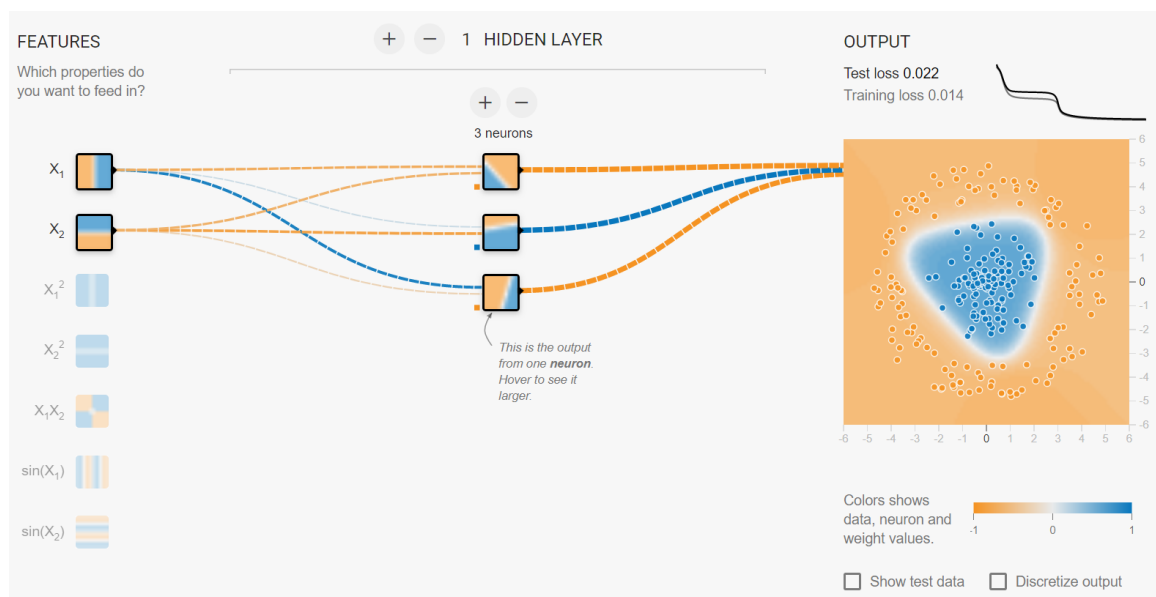 FEATURES
Which properties do
you want to feed in?
+ − 1 HIDDEN LAYER
+ −
3 neurons
X1
X2
X1²
X2²
X1X2
sin(X1)
sin(X2)
This is the output
from one neuron.
Hover to see it
larger.
OUTPUT
Test loss 0.022
Training loss 0.014
6
5
4
3
2
1
0
-1
-2
-3
-4
-5
-6
-6 -5 -4 -3 -2 -1 0 1 2 3 4 5 6
Colors shows
data, neuron and
weight values.
-1 0 1
Show test data Discretize output